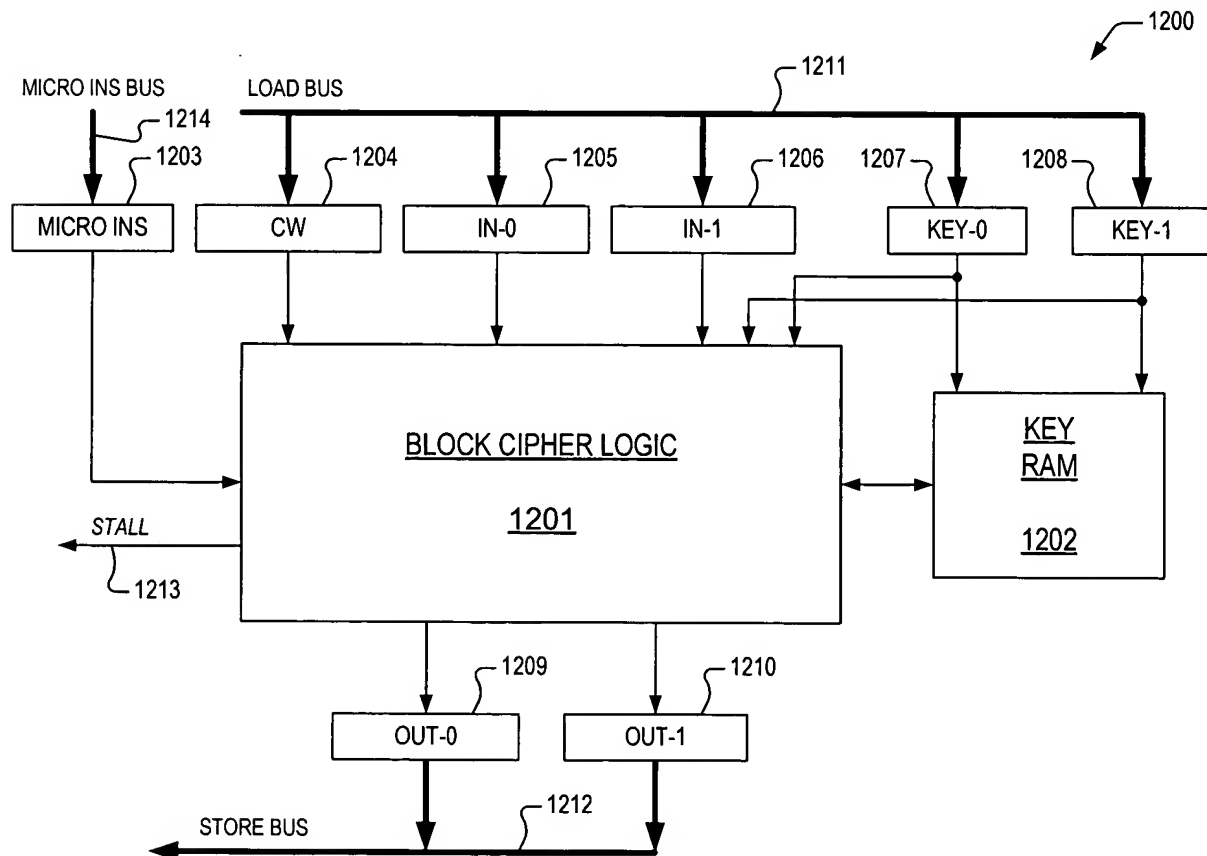 1200
MICRO INS BUS
LOAD BUS
1211
1214
1203
1204
1205
1206
1207
1208
MICRO INS
CW
IN-0
IN-1
KEY-0
KEY-1
BLOCK CIPHER LOGIC
1201
KEY
RAM
1202
STALL
1213
1209
1210
OUT-0
OUT-1
STORE BUS
1212